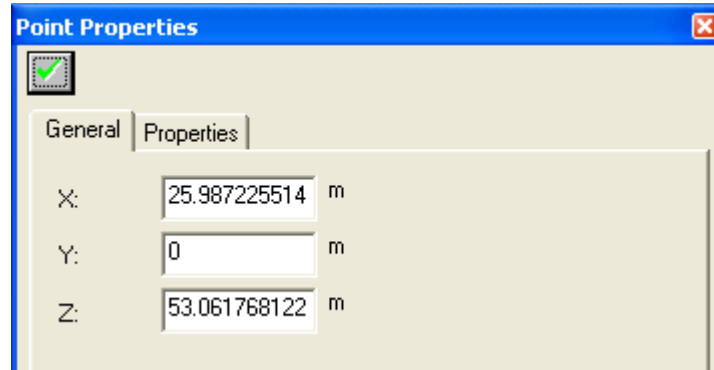 Point Properties
General Properties
X: 25.987225514 m
Y: 0 m
Z: 53.061768122 m